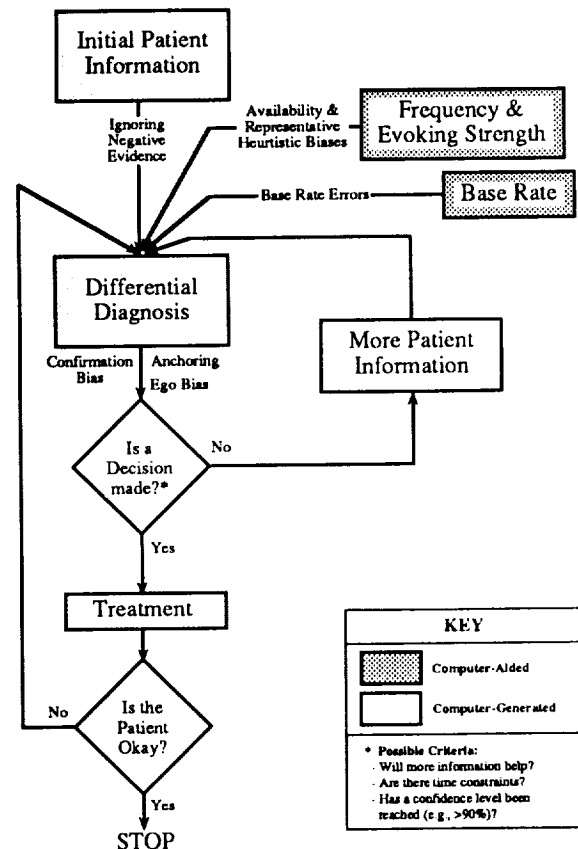 Initial Patient
Information
Ignoring
Negative
Evidence
Availability &
Representative
Heurtistic Biases
Frequency &
Evoking Strength
Base Rate Errors
Base Rate
Differential
Diagnosis
More Patient
Information
Confirmation
Bias
Anchoring
Ego Bias
Is a
Decision
made?*
No
Yes
Treatment
Is the
Patient
Okay?
No
Yes
STOP
KEY
Computer-Aided
Computer-Generated
* Possible Criteria:
- Will more information help?
- Are there time constraints?
- Has a confidence level been
reached (e.g., >90%)?